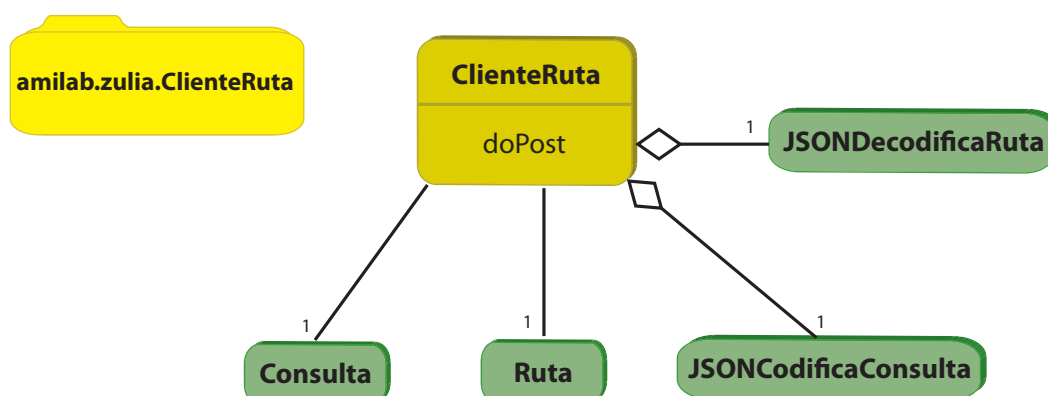 amilab.zulia.ClienteRuta
ClienteRuta
doPost
1
JSONDecodificaRuta
1
Consulta
1
Ruta
1
JSONCodificaConsulta